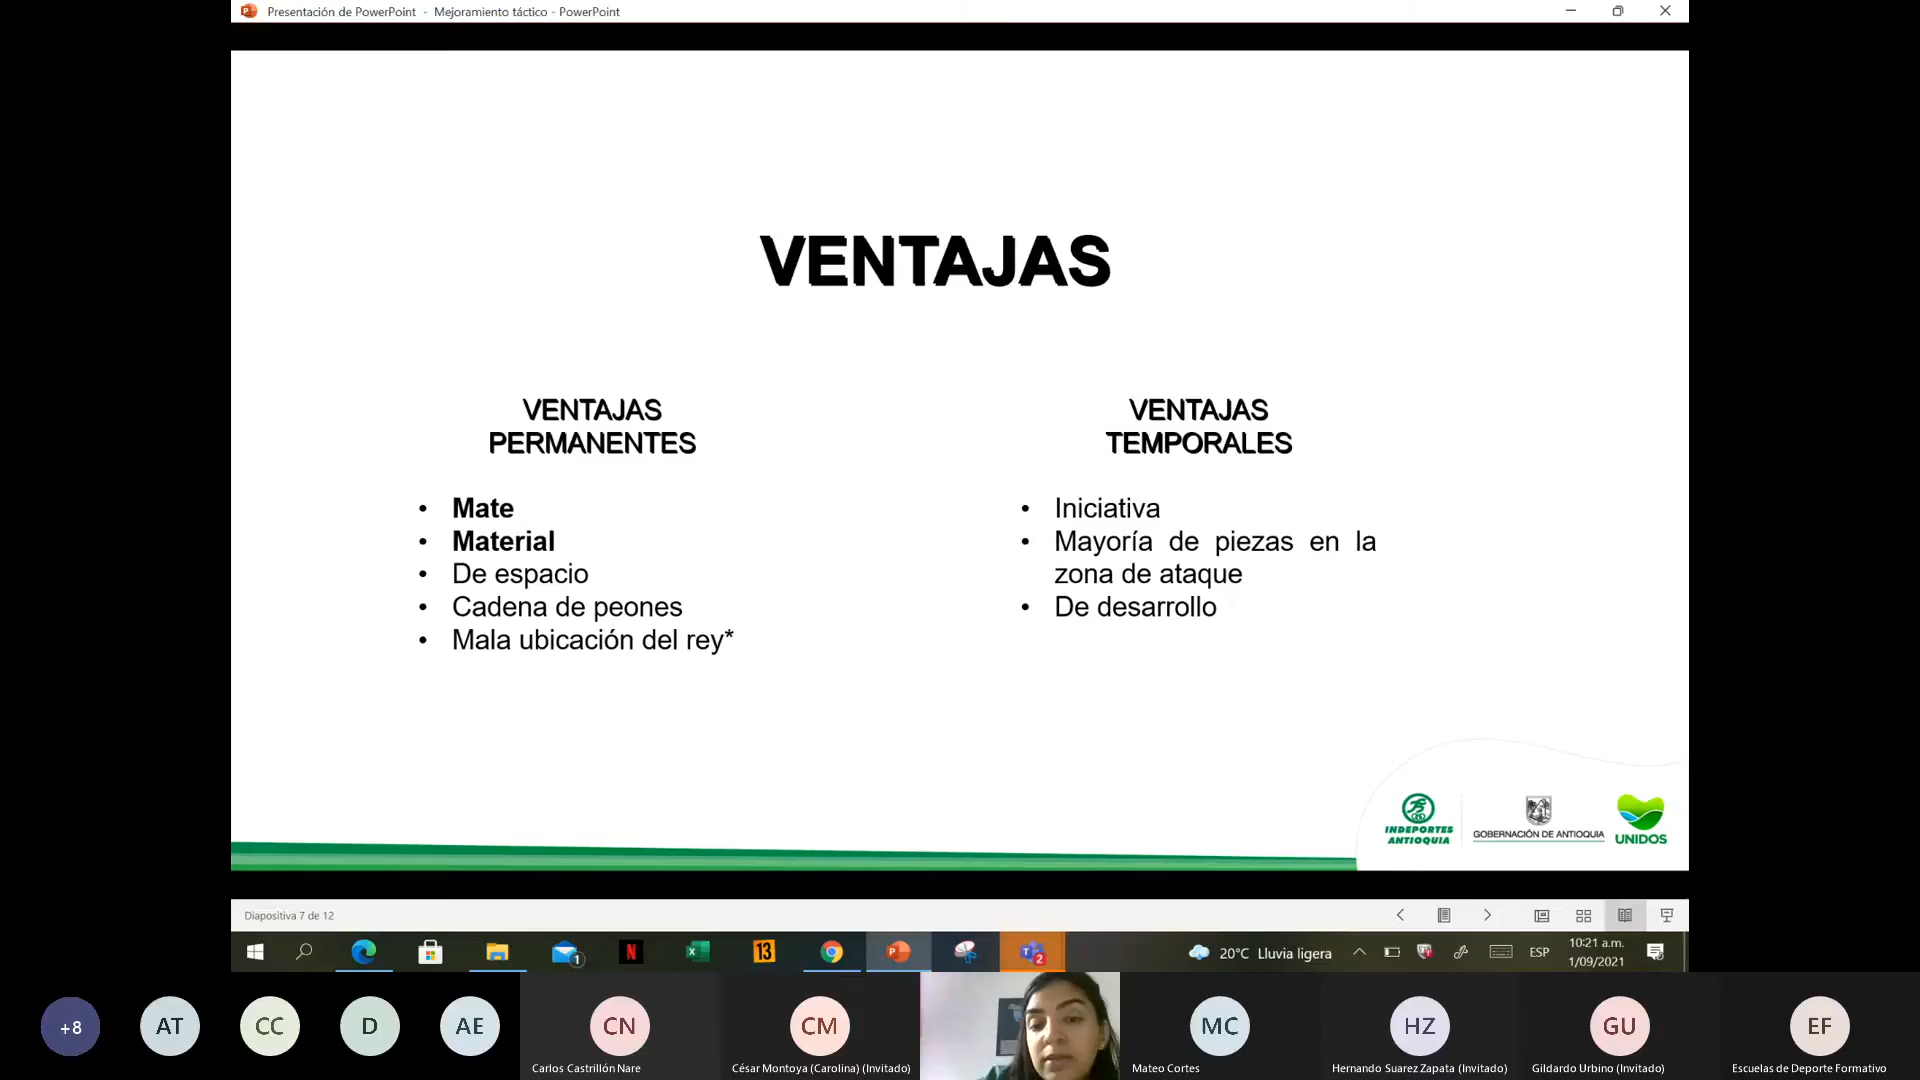 Presentación de PowerPoint - Mejoramiento táctico - PowerPoint
VENTAJAS
VENTAJAS
PERMANENTES
• Mate
• Material
• De espacio
• Cadena de peones
• Mala ubicación del rey*
VENTAJAS
TEMPORALES
• Iniciativa
• Mayoría de piezas en la
zona de ataque
• De desarrollo
INDEPORTES
ANTIOQUIA
GOBERNACIÓN DE ANTIOQUIA
UNIDOS
Diapositiva 7 de 12
1
N
13
2
20°C Lluvia ligera
ESP
10:21 a.m.
1/09/2021
+8
AT
CC
D
AE
CN
Carlos Castrillón Nare
CM
César Montoya (Carolina) (Invitado)
MC
Mateo Cortes
HZ
Hernando Suarez Zapata (Invitado)
GU
Gildardo Urbino (Invitado)
EF
Escuelas de Deporte Formativo